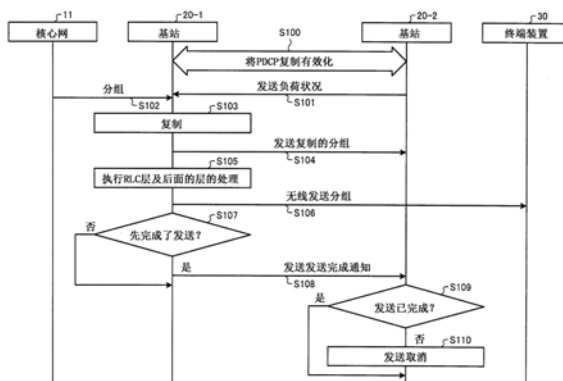 11
20-1
20-2
30
核心网
基站
基站
终端装置
S100
将PDCP复制有效化
发送负荷状况
S101
分组
S102
S103
复制
发送复制的分组
S104
S105
执行RLC层及后面的层的处理
无线发送分组
S106
S107
否
先完成了发送?
是
发送发送完成通知
S108
S109
是
发送已完成?
否
S110
发送取消